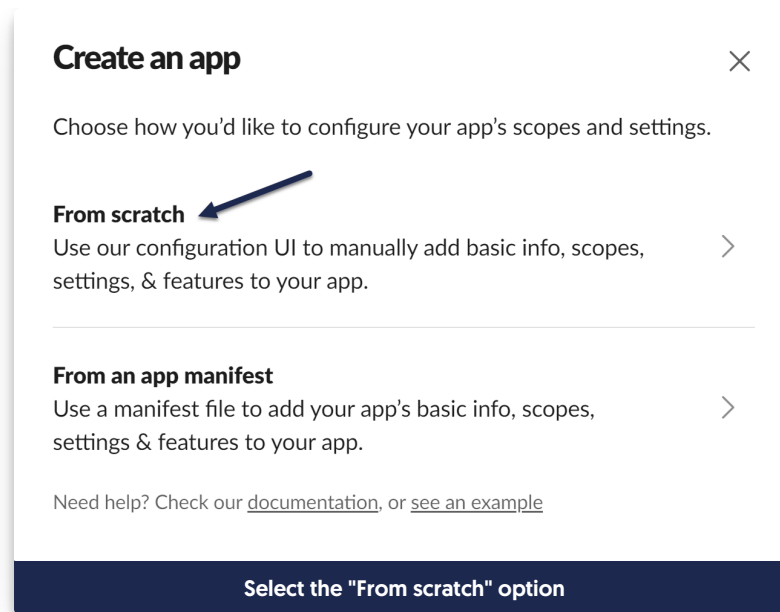 Create an app
Choose how you’d like to configure your app’s scopes and settings.
From scratch
Use our configuration UI to manually add basic info, scopes,
settings, & features to your app.
From an app manifest
Use a manifest file to add your app’s basic info, scopes,
settings & features to your app.
Need help? Check our documentation, or see an example
Select the "From scratch" option